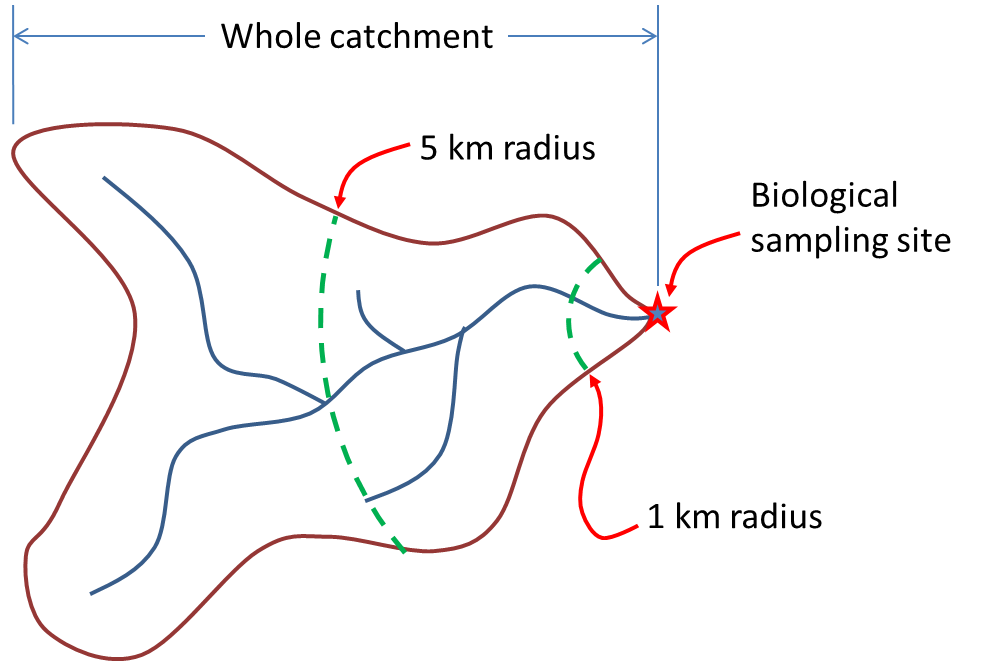 Whole catchment
5 km radius
Biological
sampling site
1 km radius